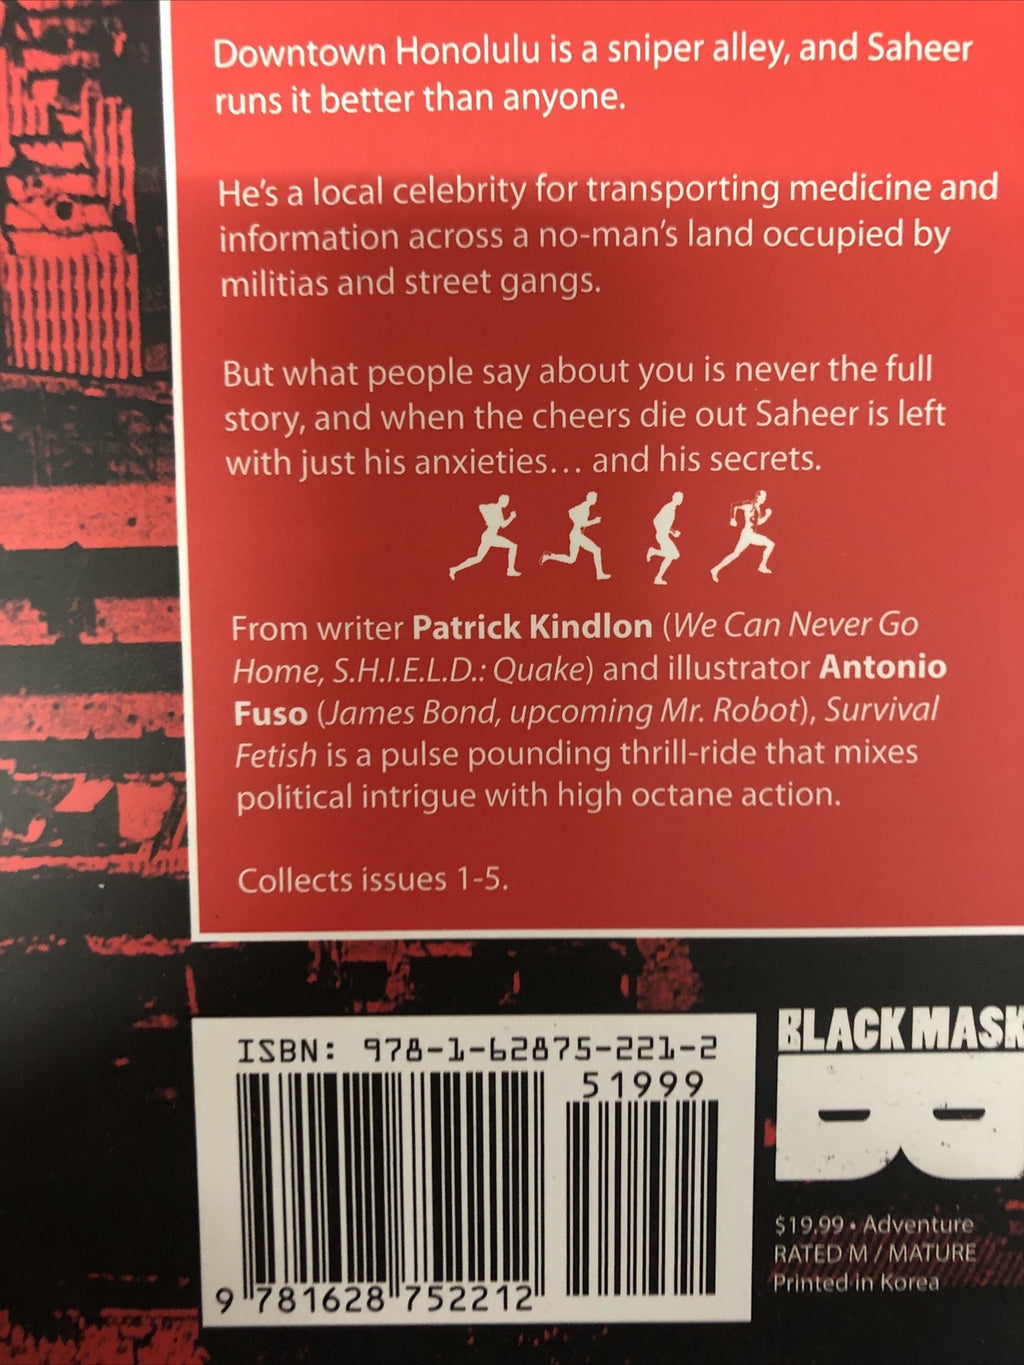 Downtown Honolulu is a sniper alley, and Saheer
runs it better than anyone.
He's a local celebrity for transporting medicine and
information across a no-man's land occupied by
militias and street gangs.
But what people say about you is never the full
story, and when the cheers die out Saheer is left
with just his anxieties... and his secrets.
From writer Patrick Kindlon (We Can Never Go
Home, S.H.I.E.L.D.: Quake) and illustrator Antonio
Fuso (James Bond, upcoming Mr. Robot), Survival
Fetish is a pulse pounding thrill-ride that mixes
political intrigue with high octane action.
Collects issues 1-5.
ISBN: 978-1-62875-221-2
51999
9 781628 752212
BLACK MASK
$19.99 • Adventure
RATED M / MATURE
Printed in Korea